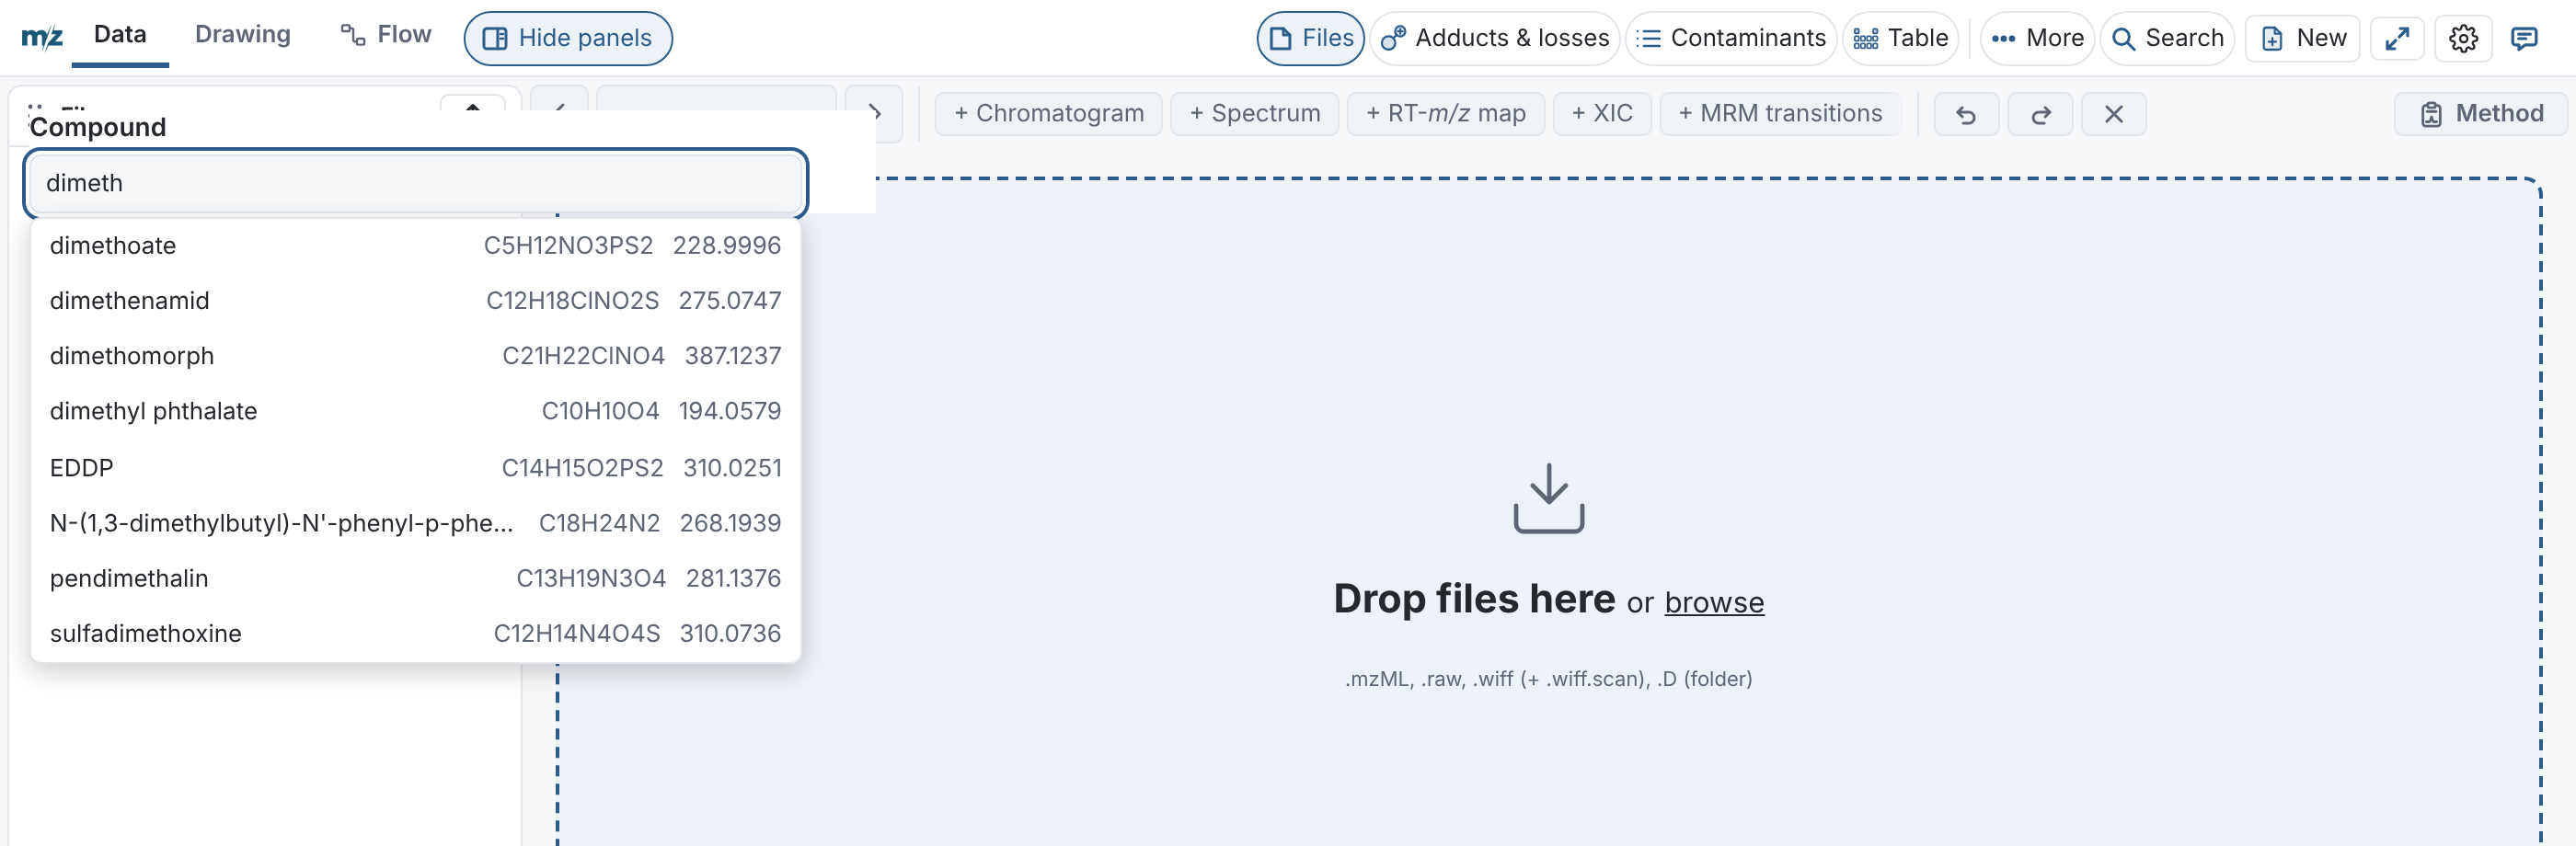 m/z Data Drawing Flow Hide panels Files Adducts & losses Contaminants Table More Search New
+ Chromatogram + Spectrum + RT-m/z map + XIC + MRM transitions Method
Compound
dimeth
dimethoate C5H12NO3PS2 228.9996
dimethenamid C12H18ClNO2S 275.0747
dimethomorph C21H22ClNO4 387.1237
dimethyl phthalate C10H10O4 194.0579
EDDP C14H15O2PS2 310.0251
N-(1,3-dimethylbutyl)-N'-phenyl-p-phe... C18H24N2 268.1939
pendimethalin C13H19N3O4 281.1376
sulfadimethoxine C12H14N4O4S 310.0736
Drop files here or browse
.mzML, .raw, .wiff (+ .wiff.scan), .D (folder)